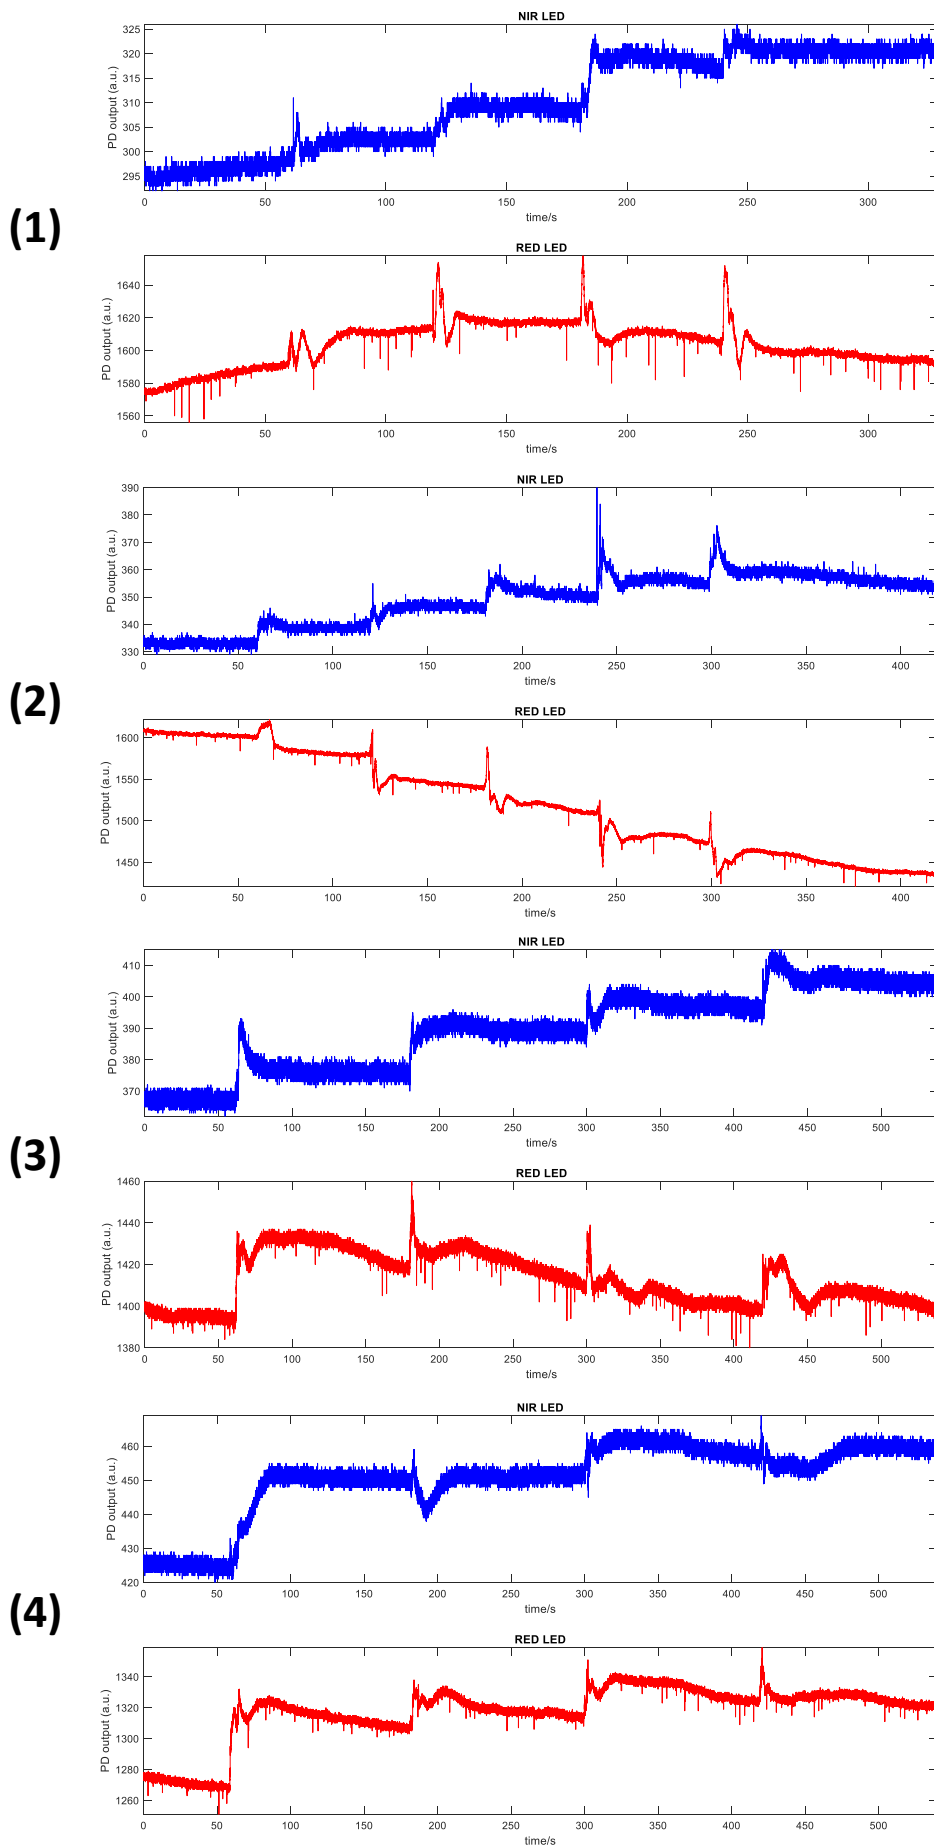 (1)
NIR LED
PD output (a.u.)
325
320
315
310
305
300
295
0 50 100 150 200 250 300
time/s
RED LED
PD output (a.u.)
1640
1620
1600
1580
1560
0 50 100 150 200 250 300
time/s
(2)
NIR LED
PD output (a.u.)
390
380
370
360
350
340
330
0 50 100 150 200 250 300 350 400
time/s
RED LED
PD output (a.u.)
1600
1550
1500
1450
0 50 100 150 200 250 300 350 400
time/s
(3)
NIR LED
PD output (a.u.)
410
400
390
380
370
0 50 100 150 200 250 300 350 400 450 500
time/s
RED LED
PD output (a.u.)
1460
1440
1420
1400
1380
0 50 100 150 200 250 300 350 400 450 500
time/s
(4)
NIR LED
PD output (a.u.)
460
450
440
430
420
0 50 100 150 200 250 300 350 400 450 500
time/s
RED LED
PD output (a.u.)
1340
1320
1300
1280
1260
0 50 100 150 200 250 300 350 400 450 500
time/s